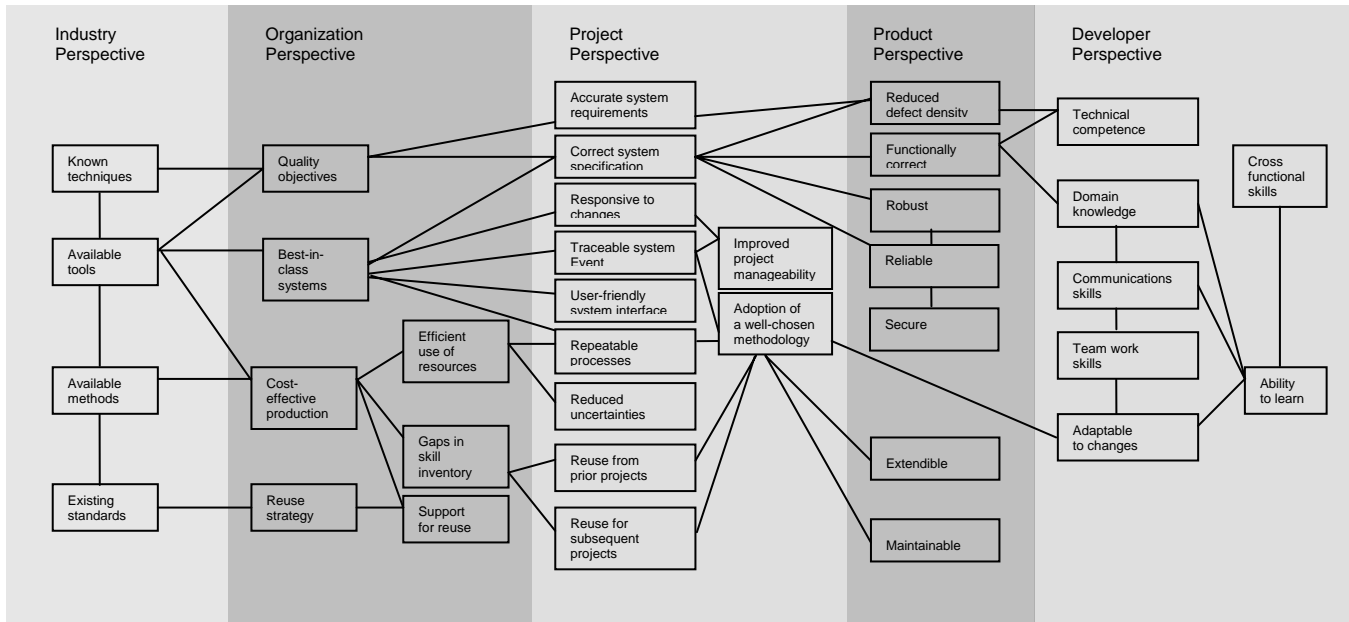 Industry
Perspective
Organization
Perspective
Project
Perspective
Product
Perspective
Developer
Perspective
Known
techniques
Available
tools
Available
methods
Existing
standards
Quality
objectives
Best-in-
class
systems
Cost-
effective
production
Reuse
strategy
Efficient
use of
resources
Gaps in
skill
inventory
Support
for reuse
Accurate system
requirements
Correct system
specification
Responsive to
changes
Traceable system
Event
User-friendly
system interface
Repeatable
processes
Reduced
uncertainties
Reuse from
prior projects
Reuse for
subsequent
projects
Improved
project
manageability
Adoption of
a well-chosen
methodology
Reduced
defect density
Functionally
correct
Robust
Reliable
Secure
Extendible
Maintainable
Technical
competence
Domain
knowledge
Communications
skills
Team work
skills
Adaptable
to changes
Cross
functional
skills
Ability
to learn